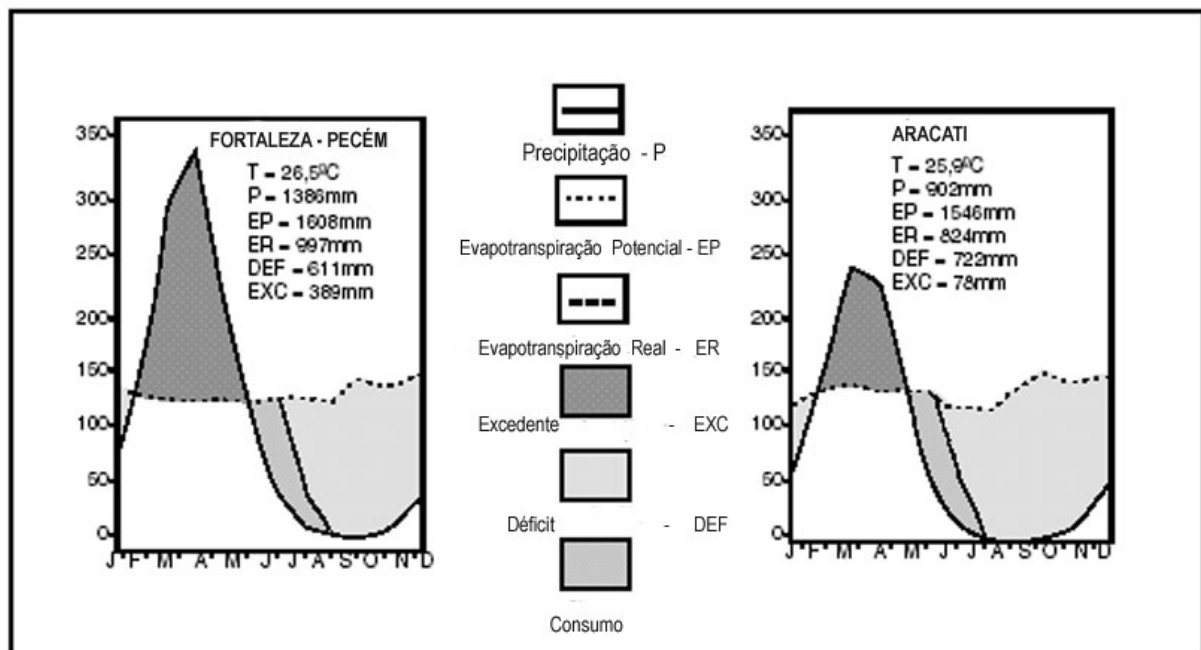 350
300
250
200
150
100
50
0
FORTALEZA - PECÉM
T = 26,5ºC
P = 1386mm
EP = 1608mm
ER = 997mm
DEF = 611mm
EXC = 389mm
J F M A M J J A S O N D
Precipitação - P
Evapotranspiração Potencial - EP
Evapotranspiração Real - ER
Excedente - EXC
Déficit - DEF
Consumo
350
300
250
200
150
100
50
0
ARACATI
T = 25,9ºC
P = 902mm
EP = 1546mm
ER = 824mm
DEF = 722mm
EXC = 78mm
J F M A M J J A S O N D